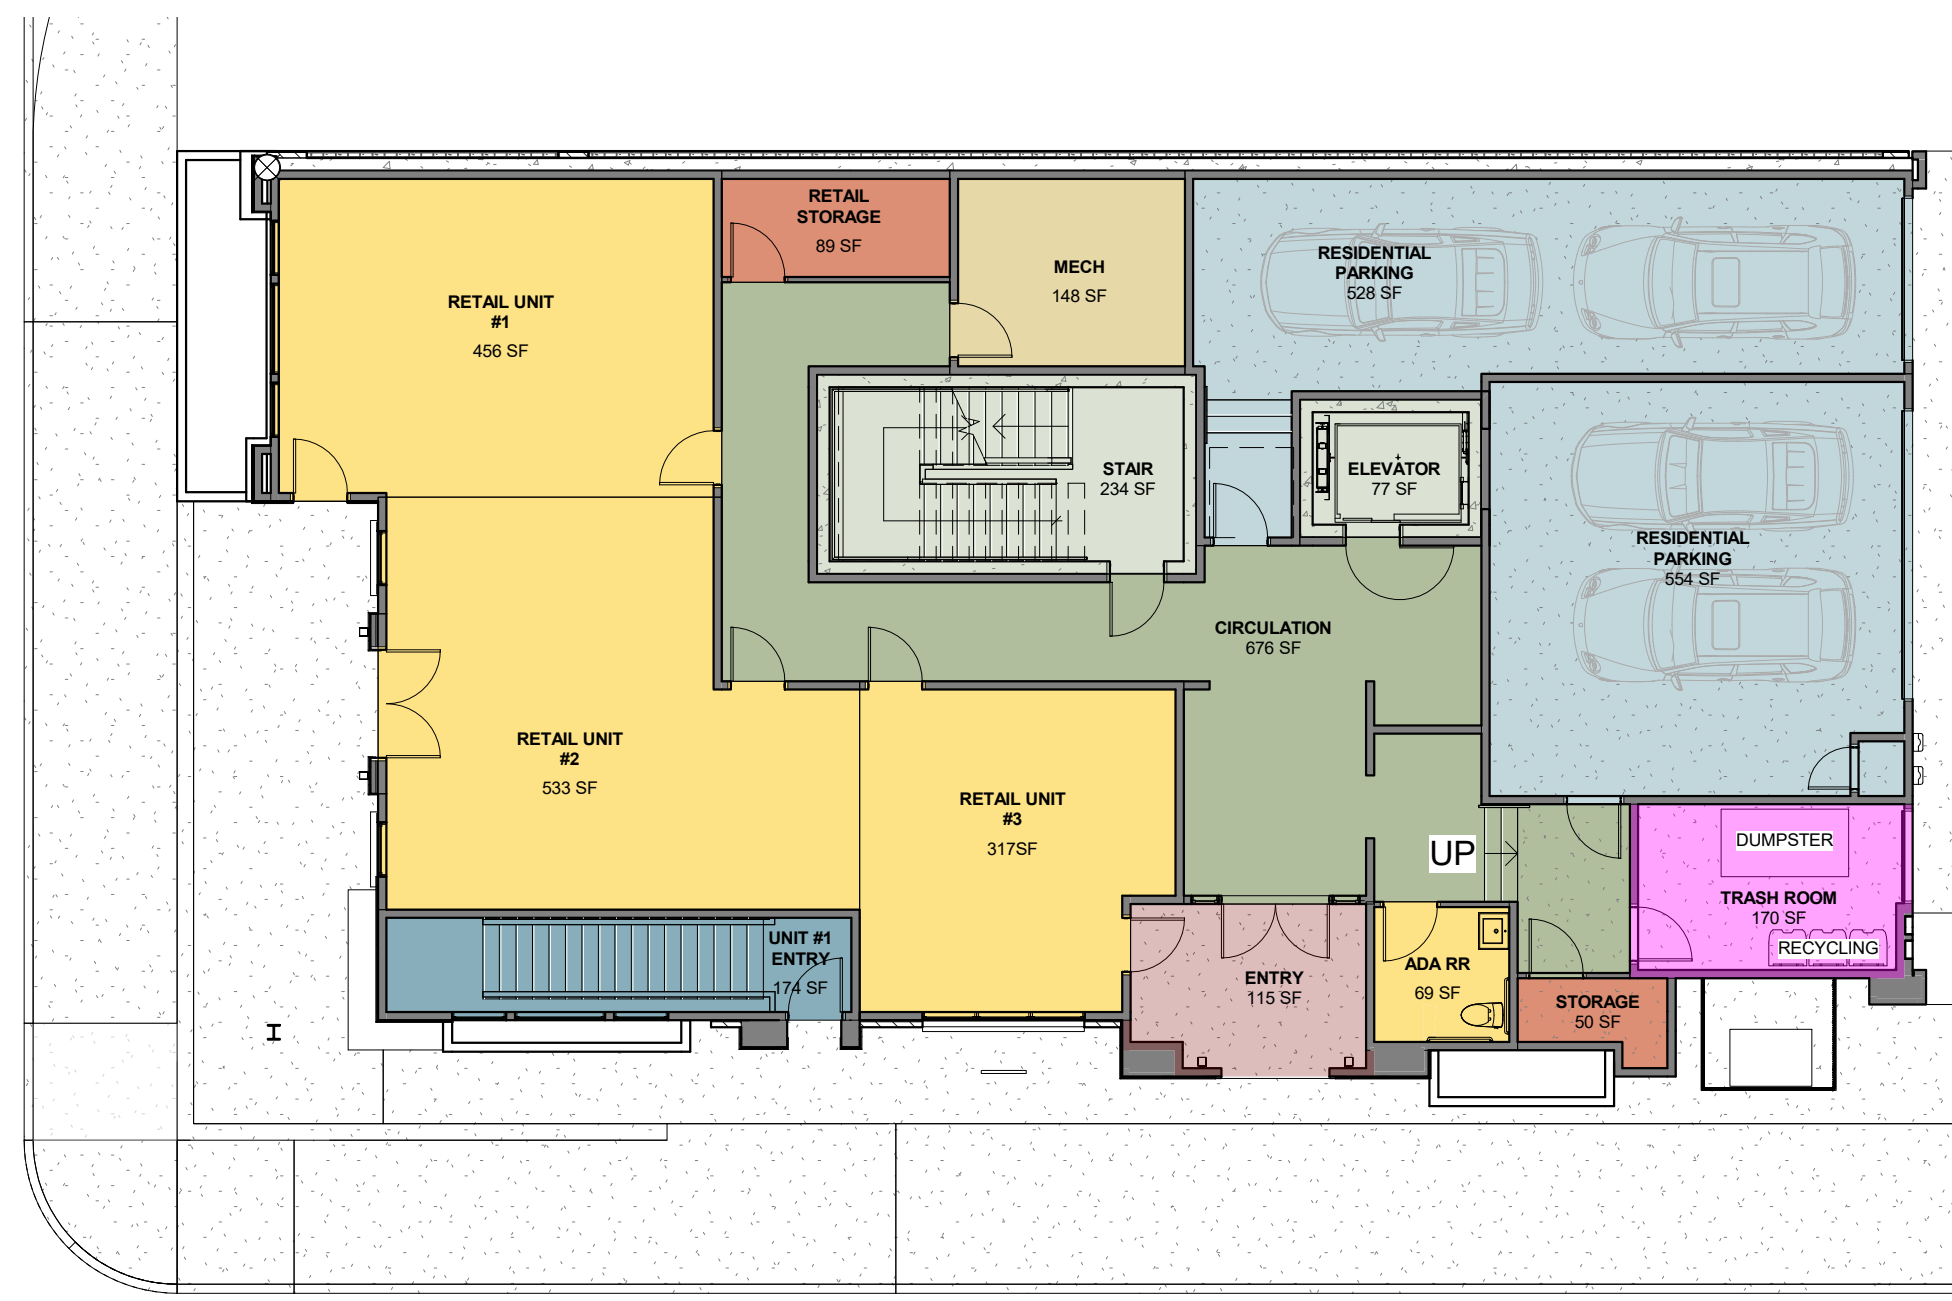 RETAIL
STORAGE
89 SF
MECH
148 SF
RESIDENTIAL
PARKING
528 SF
RETAIL UNIT
#1
456 SF
STAIR
234 SF
ELEVATOR
77 SF
RESIDENTIAL
PARKING
554 SF
CIRCULATION
676 SF
RETAIL UNIT
#2
533 SF
RETAIL UNIT
#3
317SF
UP
DUMPSTER
TRASH ROOM
170 SF
RECYCLING
UNIT #1
ENTRY
174 SF
ENTRY
115 SF
ADA RR
69 SF
STORAGE
50 SF